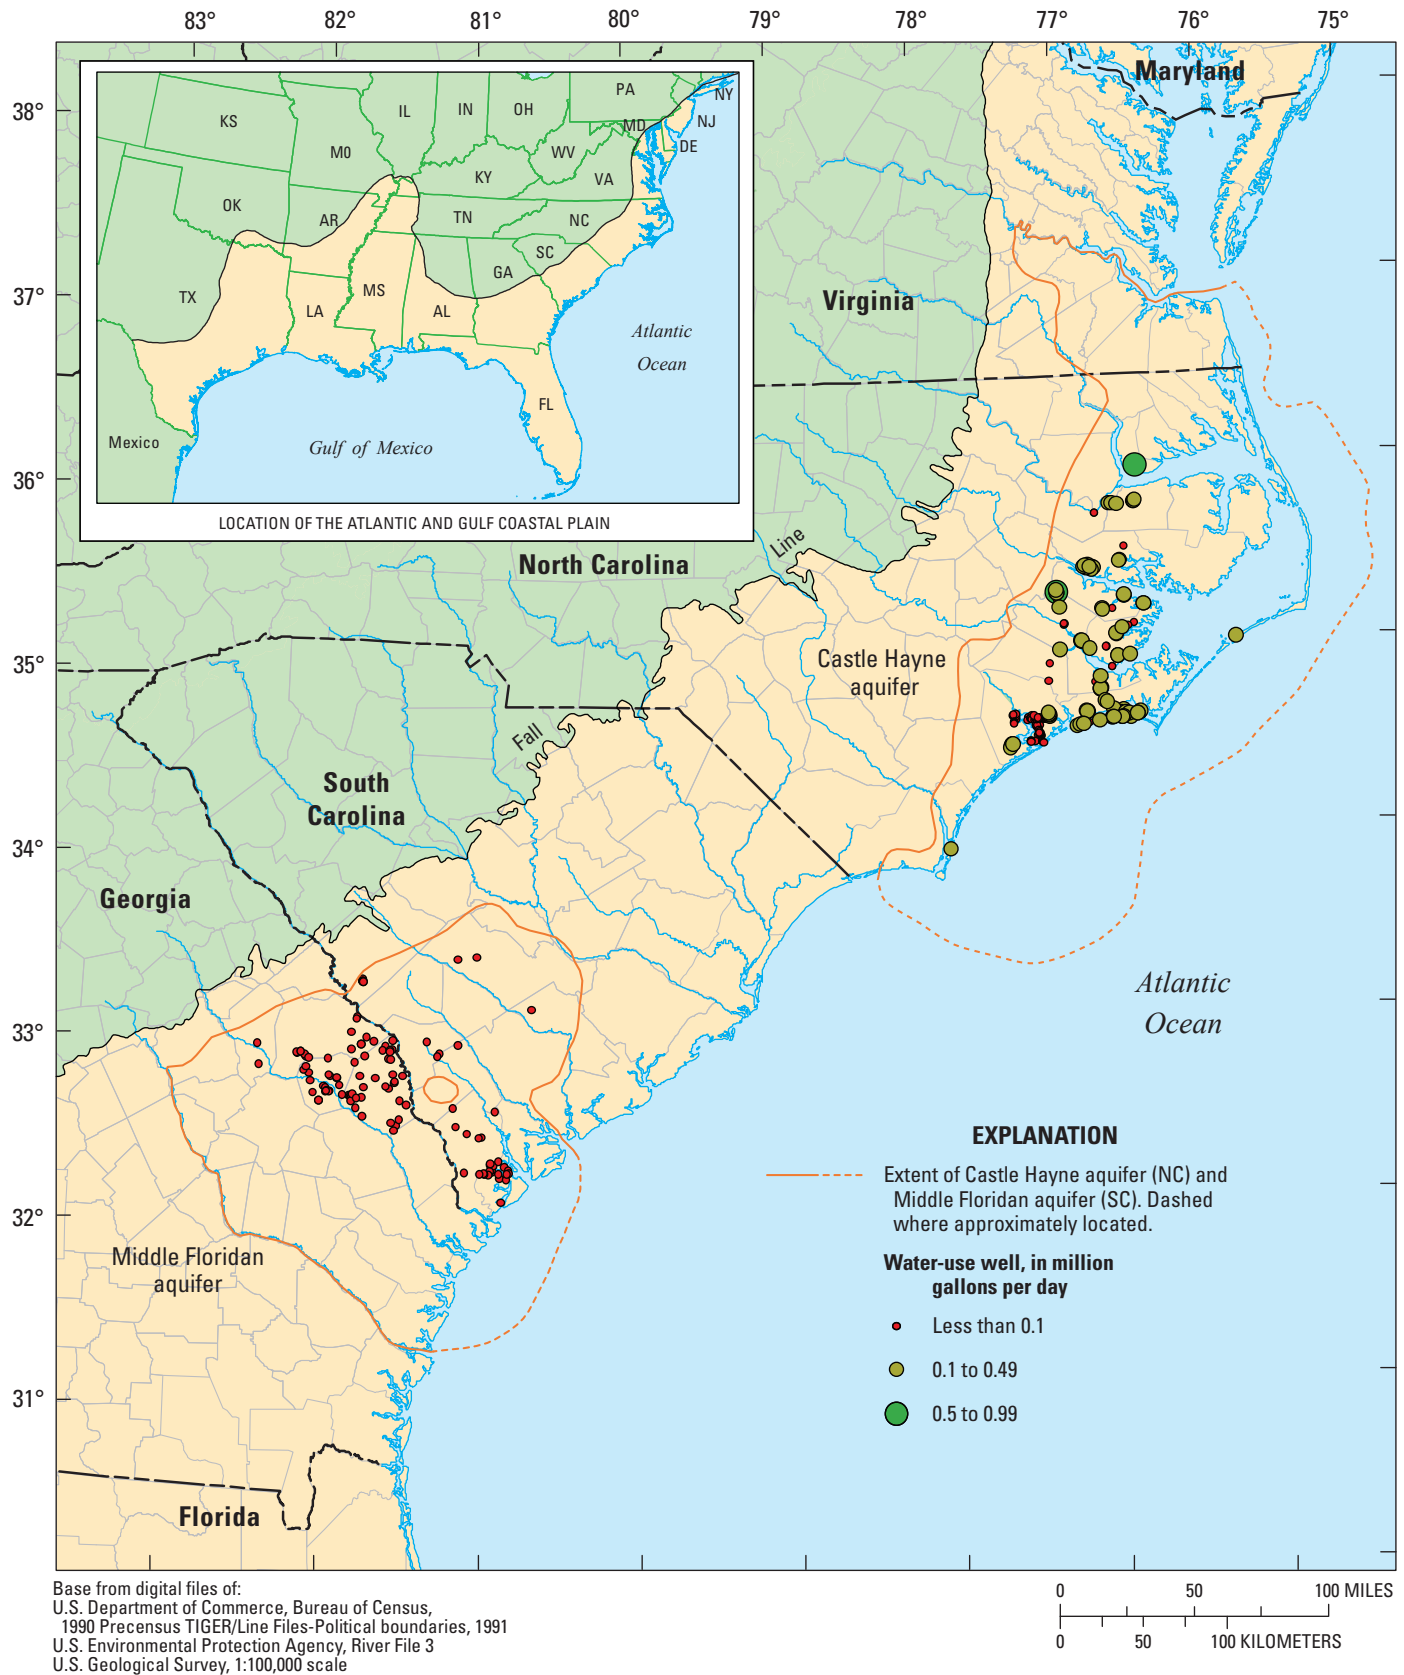 83°
82°
81°
80°
79°
78°
77°
76°
75°
38°
37°
36°
35°
34°
33°
32°
31°
KS
MO
IL
IN
OH
PA
NY
NJ
MD
DE
WV
VA
KY
OK
AR
TN
NC
SC
GA
TX
LA
MS
AL
FL
Mexico
Atlantic
Ocean
Gulf of Mexico
LOCATION OF THE ATLANTIC AND GULF COASTAL PLAIN
Maryland
Virginia
North Carolina
Line
Fall
Castle Hayne
aquifer
South
Carolina
Georgia
Atlantic
Ocean
Middle Floridan
aquifer
Florida
EXPLANATION
Extent of Castle Hayne aquifer (NC) and
Middle Floridan aquifer (SC). Dashed
where approximately located.
Water-use well, in million
gallons per day
Less than 0.1
0.1 to 0.49
0.5 to 0.99
Base from digital files of:
U.S. Department of Commerce, Bureau of Census,
1990 Precensus TIGER/Line Files-Political boundaries, 1991
U.S. Environmental Protection Agency, River File 3
U.S. Geological Survey, 1:100,000 scale
0 50 100 MILES
0 50 100 KILOMETERS